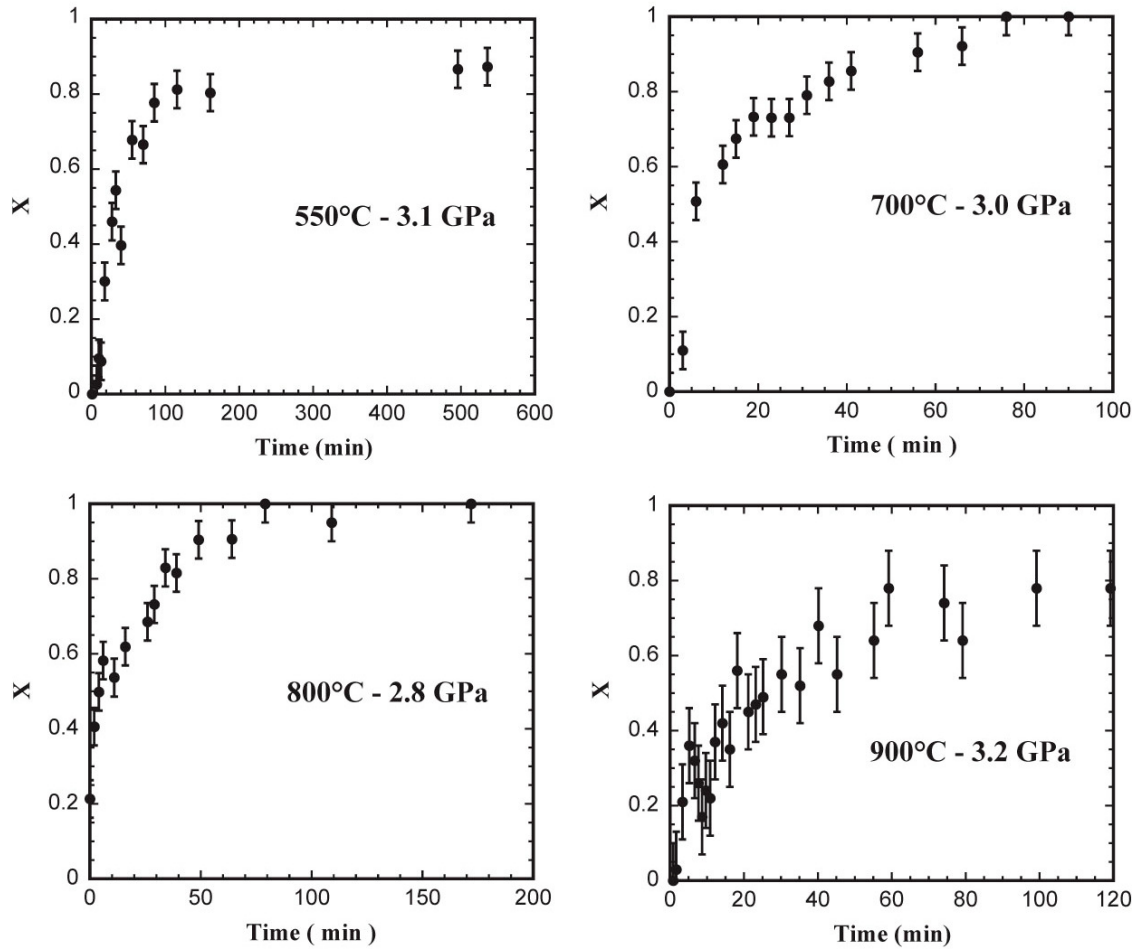 1
0.8
0.6
0.4
0.2
0
X
550°C - 3.1 GPa
0 100 200 300 400 500 600
Time (min)
1
0.8
0.6
0.4
0.2
0
X
700°C - 3.0 GPa
0 20 40 60 80 100
Time ( min )
1
0.8
0.6
0.4
0.2
0
X
800°C - 2.8 GPa
0 50 100 150 200
Time ( min )
1
0.8
0.6
0.4
0.2
0
X
900°C - 3.2 GPa
0 20 40 60 80 100 120
Time (min)